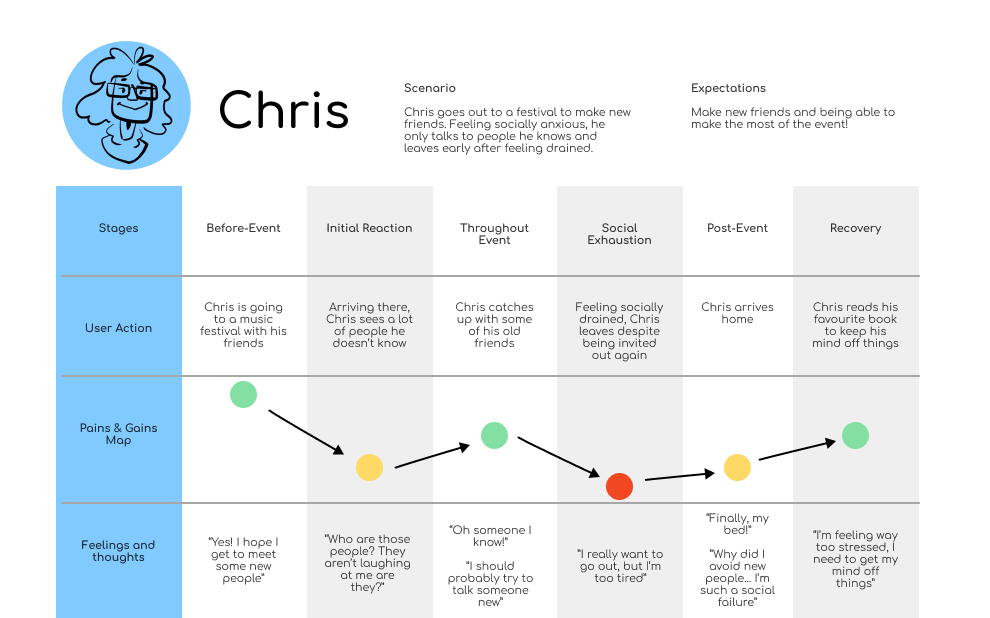 Chris
Scenario
Chris goes out to a festival to make new
friends. Feeling socially anxious, he
only talks to people he knows and
leaves early after feeling drained.
Expectations
Make new friends and being able to
make the most of the event!
Stages
Before-Event
Initial Reaction
Throughout
Event
Social
Exhaustion
Post-Event
Recovery
User Action
Chris is going
to a music
festival with his
friends
Arriving there,
Chris sees a lot
of people he
doesn't know
Chris catches
up with some
of his old
friends
Feeling socially
drained, Chris
leaves despite
being invited
out again
Chris arrives
home
Chris reads his
favourite book
to keep his
mind off things
Pains & Gains
Map
Feelings and
thoughts
"Yes! I hope I
get to meet
some new
people"
"Who are those
people? They
aren't laughing
at me are
they?"
"Oh someone I
know!"
"I should
probably try to
talk someone
new"
"I really want to
go out, but I'm
too tired"
"Finally, my
bed!"
"Why did I
avoid new
people... I'm
such a social
failure"
"I'm feeling way
too stressed, I
need to get my
mind off
things"